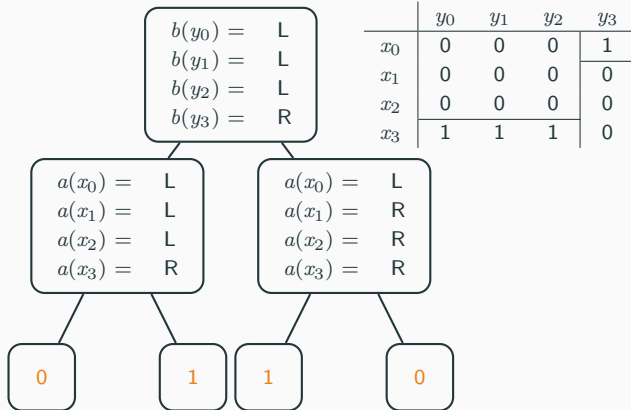 b(y₀) = L
b(y₁) = L
b(y₂) = L
b(y₃) = R
y₀ y₁ y₂ y₃
x₀ 0 0 0 1
x₁ 0 0 0 0
x₂ 0 0 0 0
x₃ 1 1 1 0
a(x₀) = L
a(x₁) = L
a(x₂) = L
a(x₃) = R
a(x₀) = L
a(x₁) = R
a(x₂) = R
a(x₃) = R
0 1 1 0